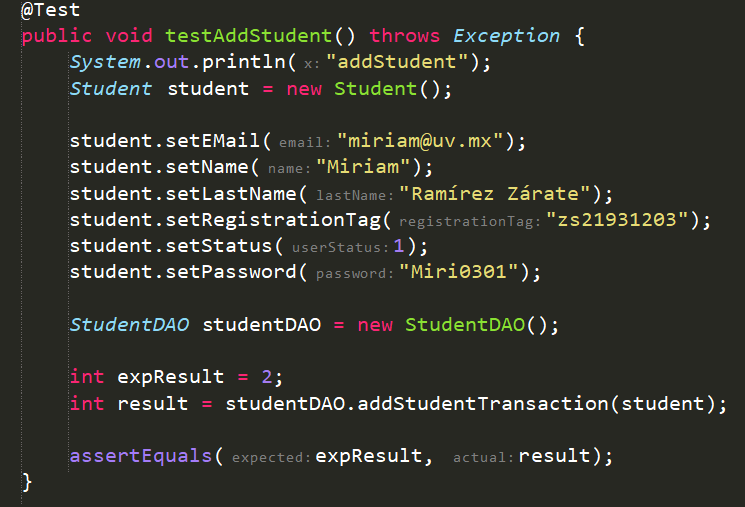 @Test
public void testAddStudent() throws Exception {
System.out.println( x: "addStudent");
Student student = new Student();
student.setEMail( email: "miriam@uv.mx");
student.setName( name: "Miriam");
student.setLastName( lastName: "Ramírez Zárate");
student.setRegistrationTag( registrationTag: "zs21931203");
student.setStatus( userStatus: 1);
student.setPassword( password: "Miri0301");
StudentDAO studentDAO = new StudentDAO();
int expResult = 2;
int result = studentDAO.addStudentTransaction(student);
assertEquals( expected: expResult, actual: result);
}